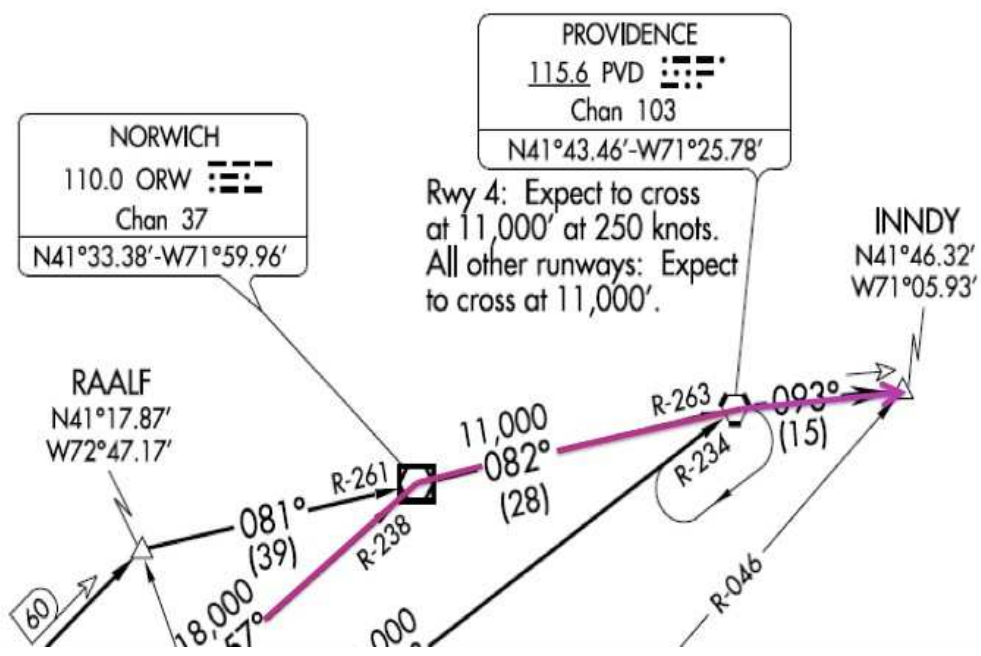 PROVIDENCE
115.6 PVD
Chan 103
N41°43.46'-W71°25.78'
NORWICH
110.0 ORW
Chan 37
N41°33.38'-W71°59.96'
Rwy 4: Expect to cross
at 11,000' at 250 knots.
All other runways: Expect
to cross at 11,000'.
INNDY
N41°46.32'
W71°05.93'
RAALF
N41°17.87'
W72°47.17'
R-261
081°
(39)
R-238
11,000
082°
(28)
R-263
093°
(15)
R-234
R-046
60
18,000
57°
,000